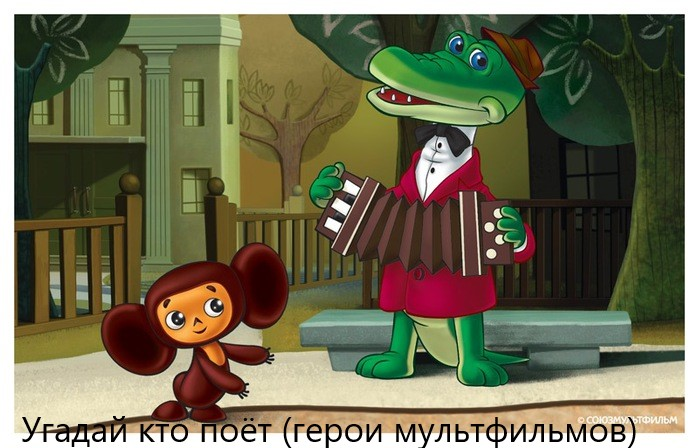 © СОЮЗМУЛЬТФИЛЬМ
Угадай кто поёт (герои мультфильмов)